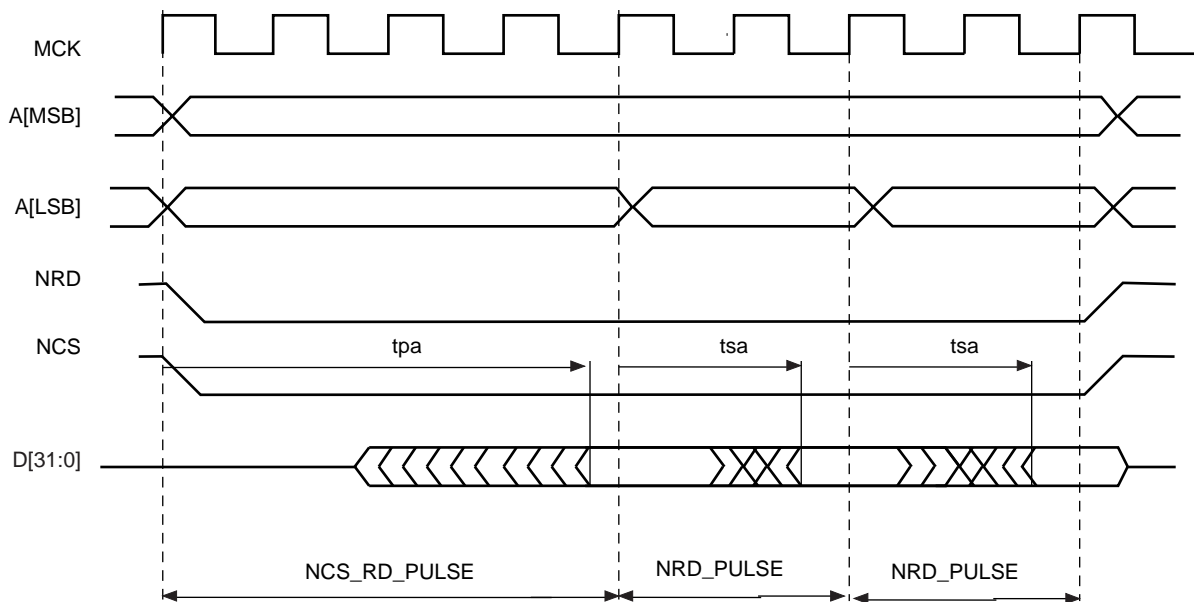 MCK
A[MSB]
A[LSB]
NRD
NCS
tpa
tsa
tsa
D[31:0]
NCS_RD_PULSE
NRD_PULSE
NRD_PULSE